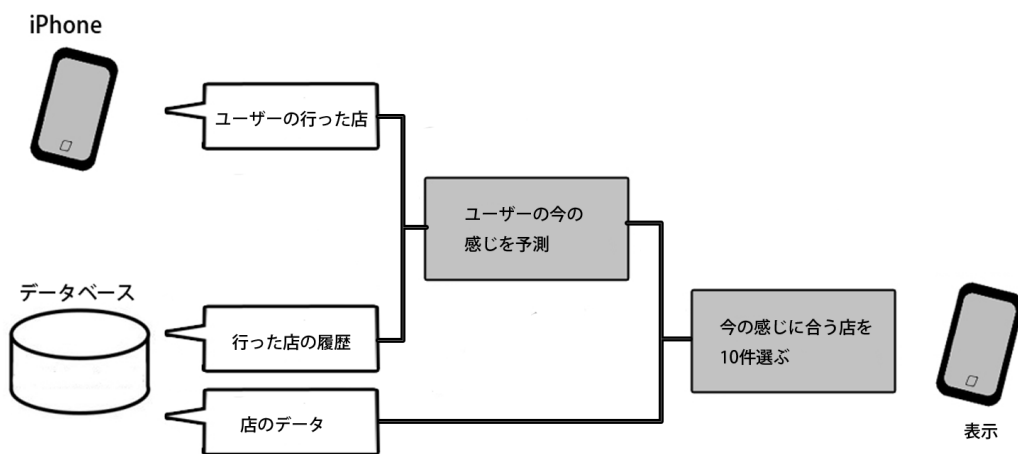 iPhone
ユーザーの行った店
ユーザーの今の
感じを予測
データベース
行った店の履歴
今の感じに合う店を
10件選ぶ
店のデータ
表示